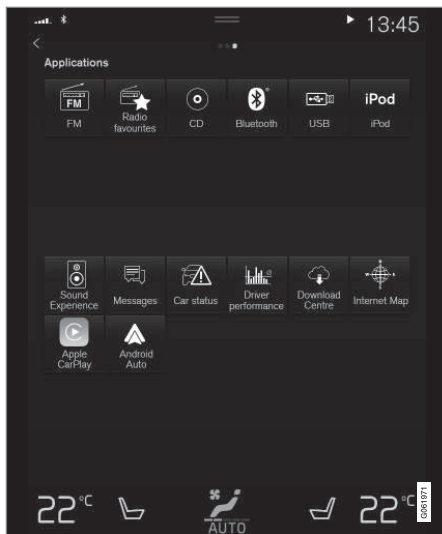 13:45
Applications
FM
FM
Radio
favourites
CD
Bluetooth
USB
iPod
iPod
Sound
Experience
Messages
Car status
Driver
performance
Download
Centre
Internet Map
Apple
CarPlay
Android
Auto
22°C
AUTO
22°C
G061971